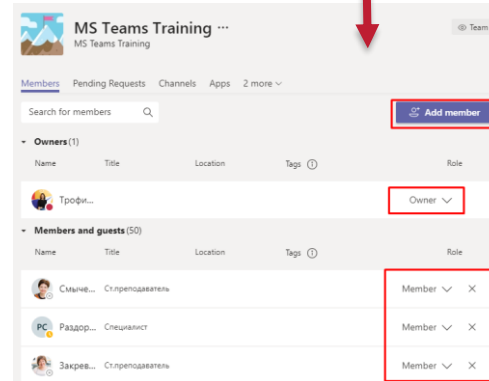 MS Teams Training ...
MS Teams Training
Team
Members Pending Requests Channels Apps 2 more
Search for members
Add member
Owners (1)
Name Title Location Tags Role
Трофи... Owner
Members and guests (50)
Name Title Location Tags Role
Смыче... Ст.преподаватель Member
РС Раздор... Специалист Member
Закрев... Ст.преподаватель Member